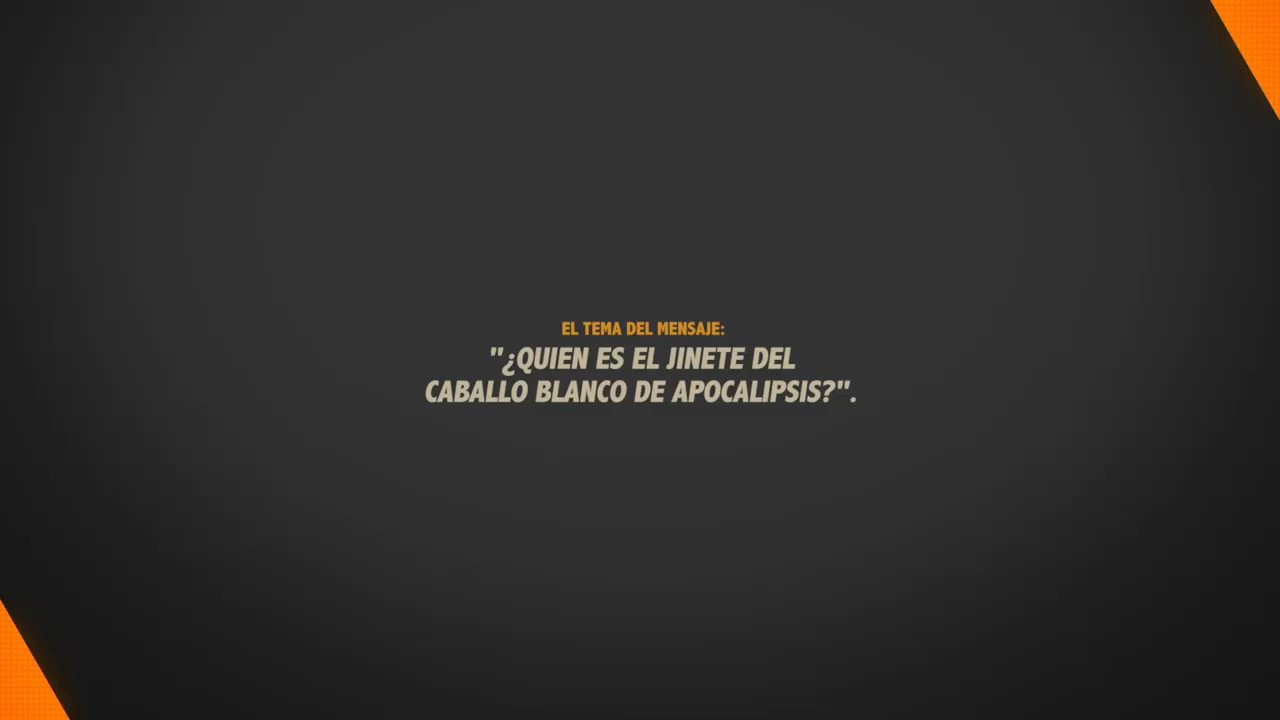 EL TEMA DEL MENSAJE:
"¿QUIEN ES EL JINETE DEL
CABALLO BLANCO DE APOCALIPSIS?".